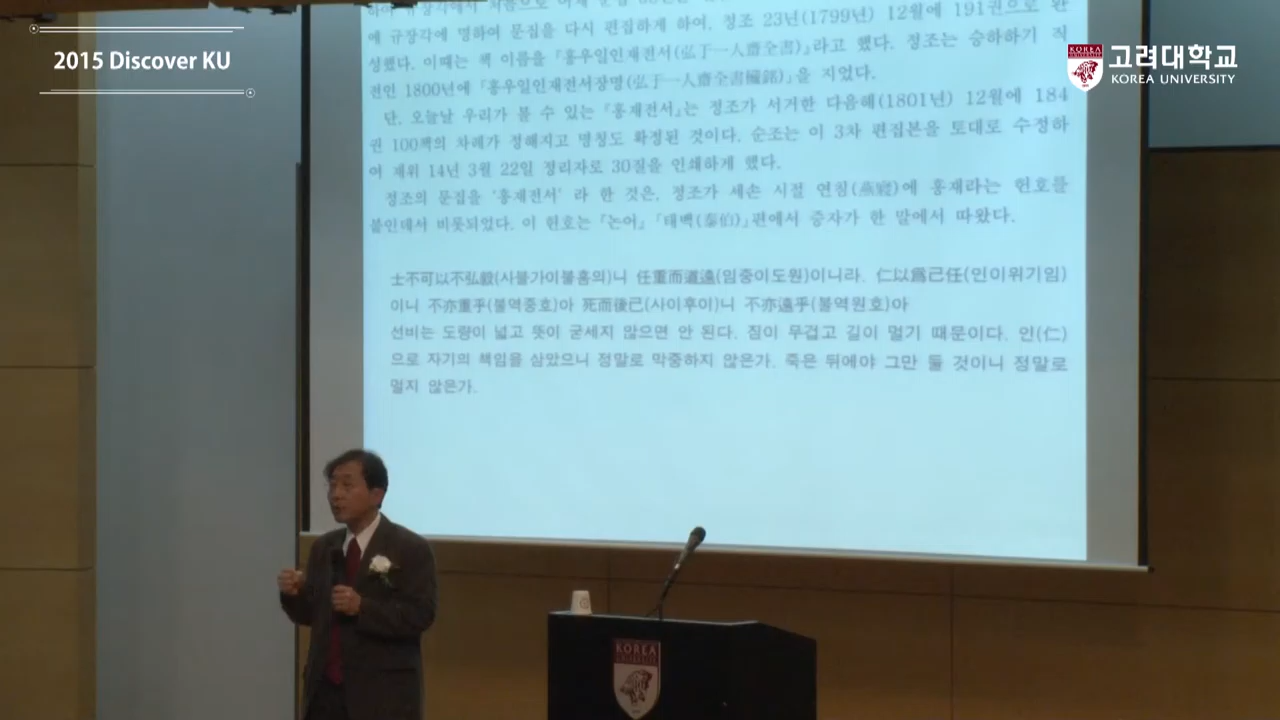 2015 Discover KU
KOREA
고려대학교
KOREA UNIVERSITY
에 규장각에 명하여 문집을 다시 편집하게 하여, 정조 23년(1799년) 12월에 191권으로 완
성했다. 이때는 책 이름을 『홍우일인재전서(弘于一人齋全書)』라고 했다. 정조는 승하하기 직
전인 1800년에 『홍우일인재전서장명(弘于一人齋全書欌銘)』을 지었다.
단, 오늘날 우리가 볼 수 있는 『홍재전서』는 정조가 서거한 다음해(1801년) 12월에 184
권 100책의 차례가 정해지고 명칭도 확정된 것이다. 순조는 이 3차 편집본을 토대로 수정하
여 재위 14년 3월 22일 정리자로 30질을 인쇄하게 했다.
정조의 문집을 '홍재전서' 라 한 것은, 정조가 세손 시절 연침(燕寢)에 홍재라는 헌호를
붙인데서 비롯되었다. 이 헌호는 『논어』 「태백(泰伯)」편에서 증자가 한 말에서 따왔다.
士不可以不弘毅(사불가이불홍의)니 任重而道遠(임중이도원)이니라. 仁以爲己任(인이위기임)
이니 不亦重乎(불역중호)아 死而後已(사이후이)니 不亦遠乎(불역원호)아
선비는 도량이 넓고 뜻이 굳세지 않으면 안 된다. 짐이 무겁고 길이 멀기 때문이다. 인(仁)
으로 자기의 책임을 삼았으니 정말로 막중하지 않은가. 죽은 뒤에야 그만 둘 것이니 정말로
멀지 않은가.
KOREA